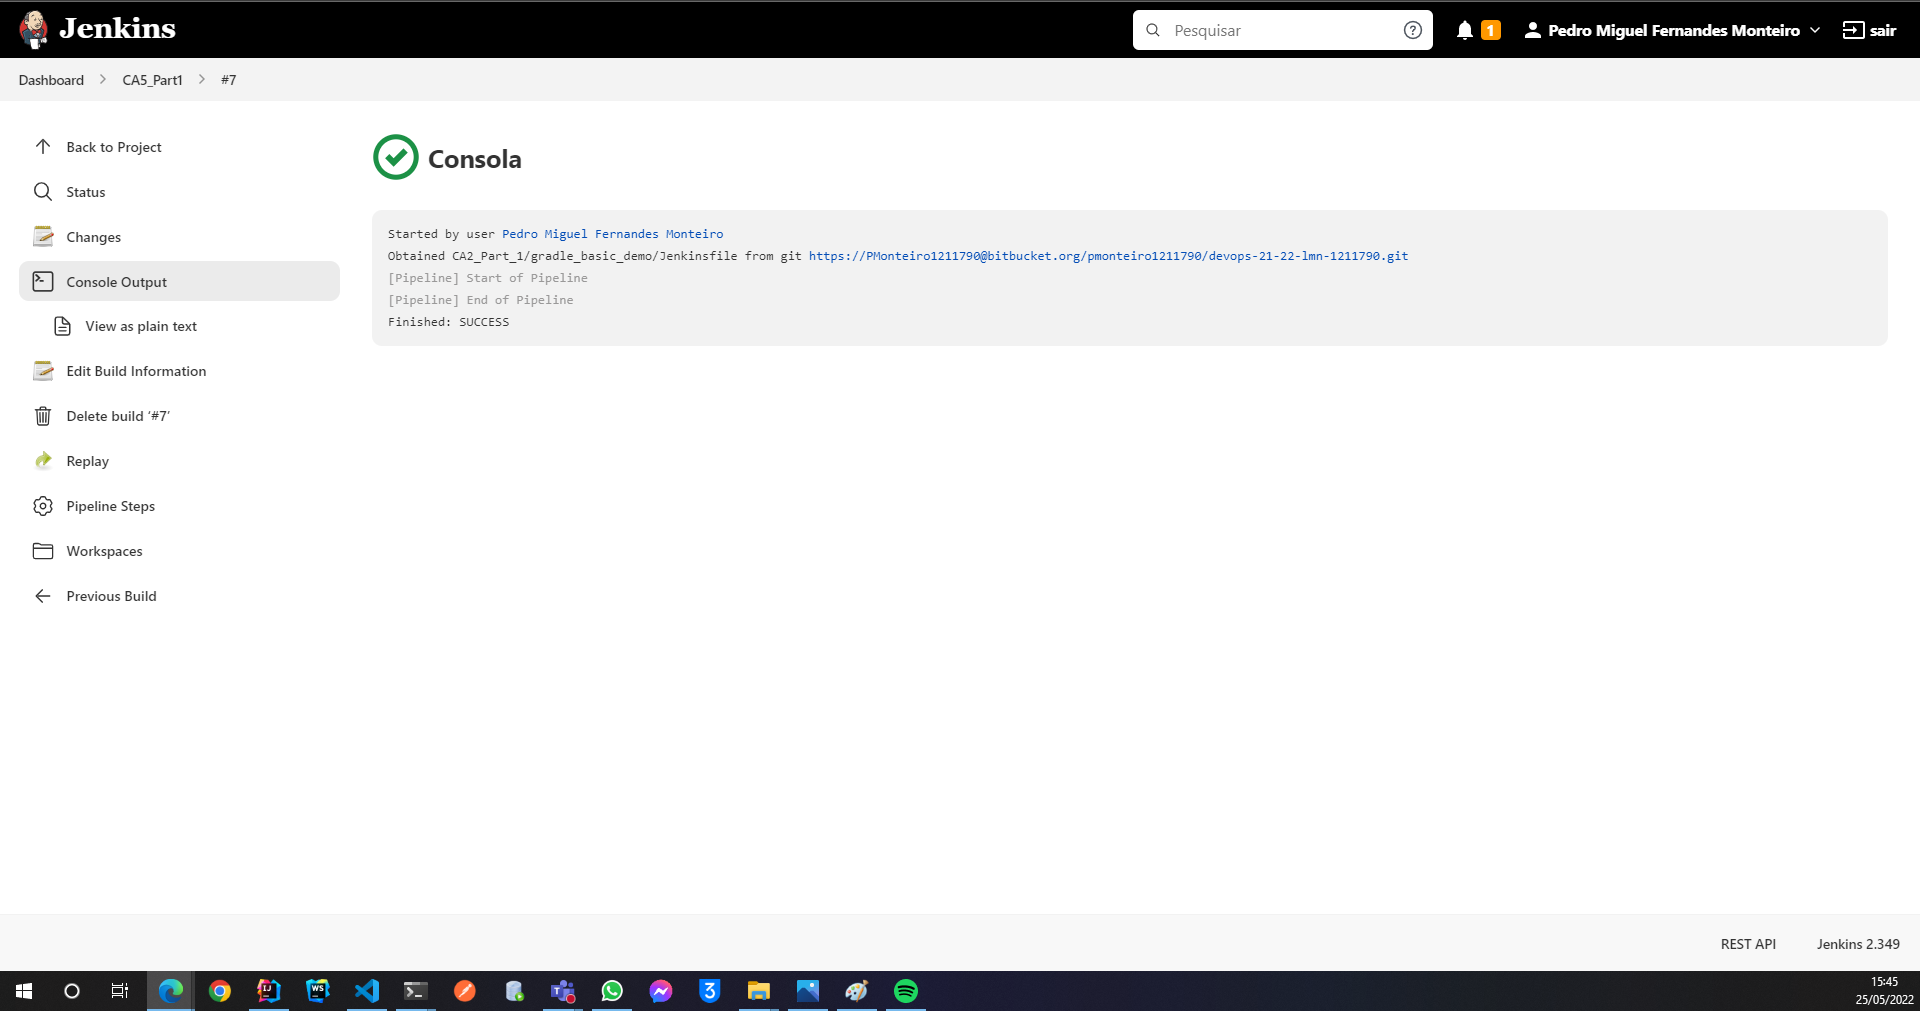 Jenkins
Pesquisar
1
Pedro Miguel Fernandes Monteiro
sair
Dashboard
CA5_Part1
#7
Back to Project
Status
Changes
Console Output
View as plain text
Edit Build Information
Delete build ‘#7’
Replay
Pipeline Steps
Workspaces
Previous Build
Consola
Started by user Pedro Miguel Fernandes Monteiro
Obtained CA2_Part_1/gradle_basic_demo/Jenkinsfile from git https://PMonteiro1211790@bitbucket.org/pmonteiro1211790/devops-21-22-lmn-1211790.git
[Pipeline] Start of Pipeline
[Pipeline] End of Pipeline
Finished: SUCCESS
REST API
Jenkins 2.349
IJ
WS
T
3
15:45
25/05/2022